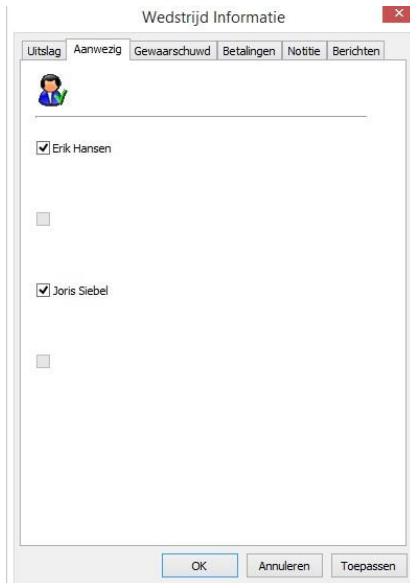 Wedstrijd Informatie
Uitslag Aanwezig Gewaarschuwd Betalingen Notitie Berichten
Erik Hansen
Joris Siebel
OK Annuleren Toepassen